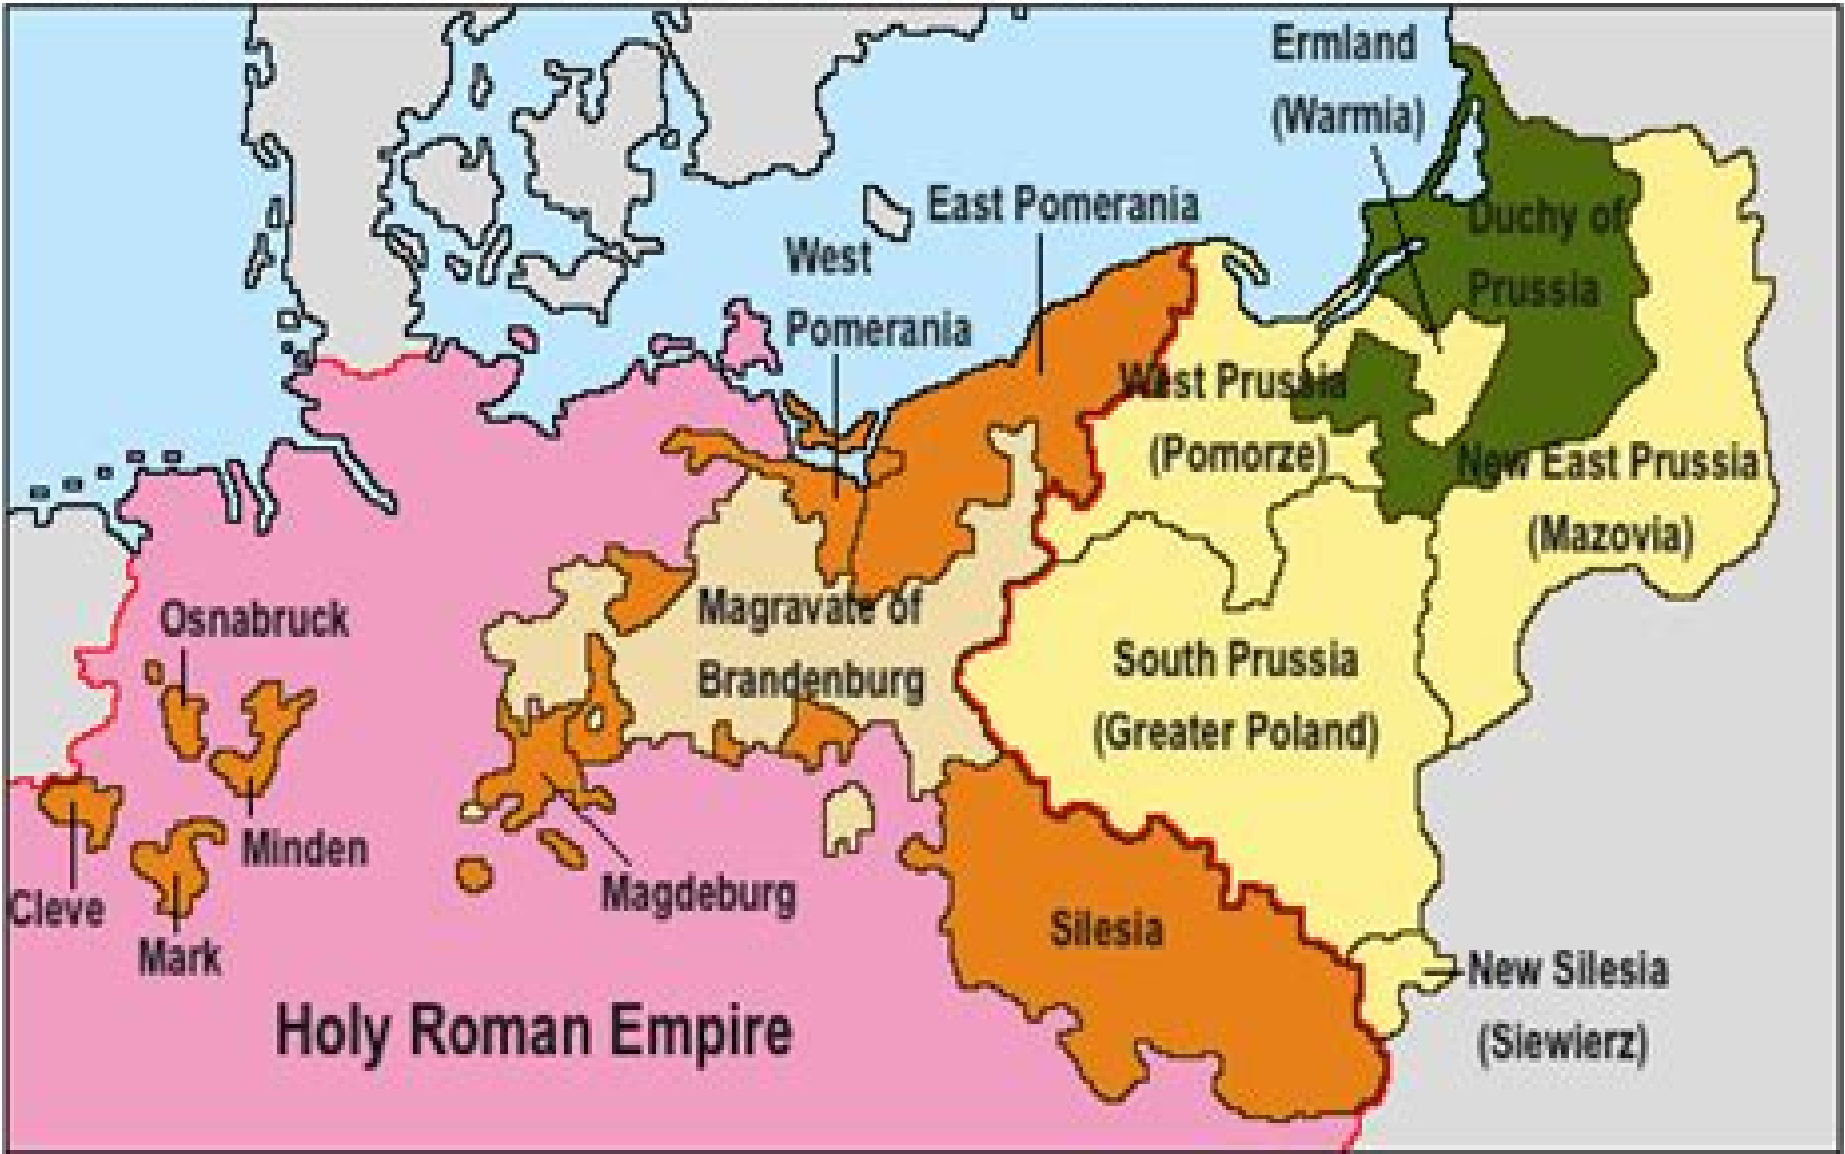 Ermland
(Warmia)
East Pomerania
West
Pomerania
Duchy of
Prussia
West Prussia
(Pomorze)
New East Prussia
(Mazovia)
Osnabruck
Magravate of
Brandenburg
South Prussia
(Greater Poland)
Minden
Cleve
Mark
Magdeburg
Silesia
New Silesia
(Siewierz)
Holy Roman Empire